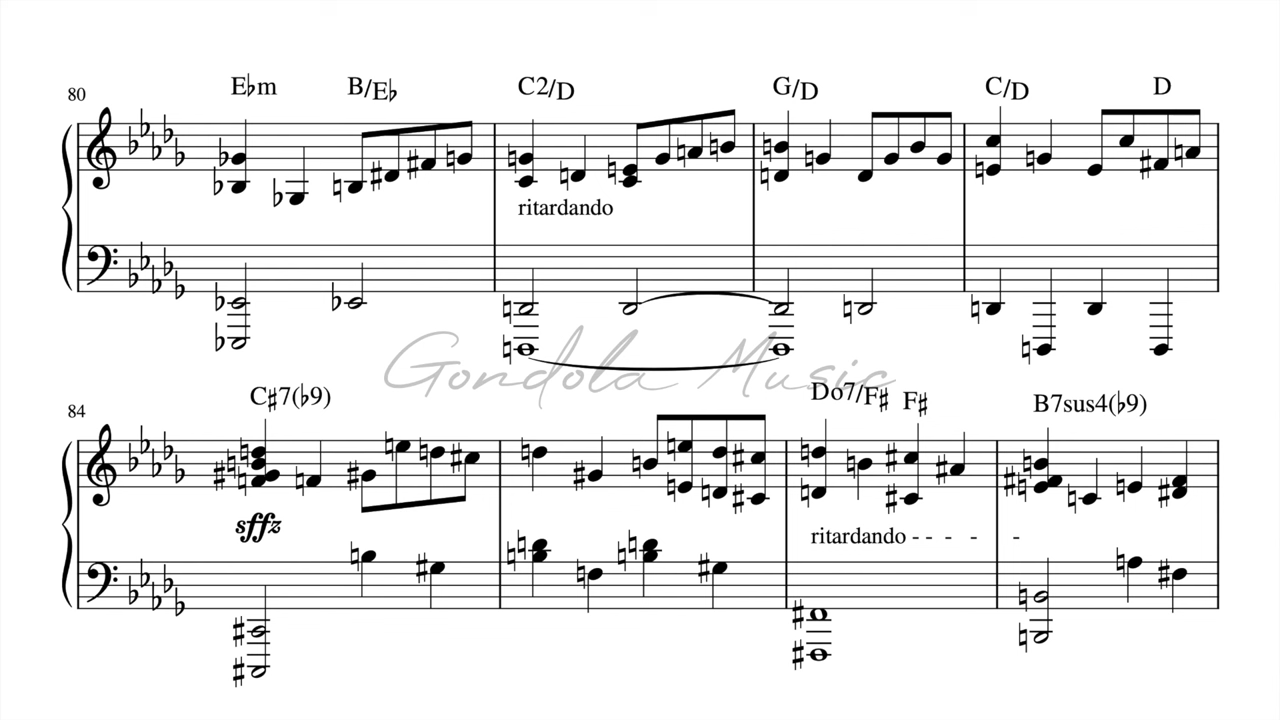 80
E♭m B/E♭ C2/D G/D C/D D
ritardando
Gondola Music
84
C♯7(♭9) Do7/F♯ F♯ B7sus4(♭9)
sffz
ritardando - - - - -